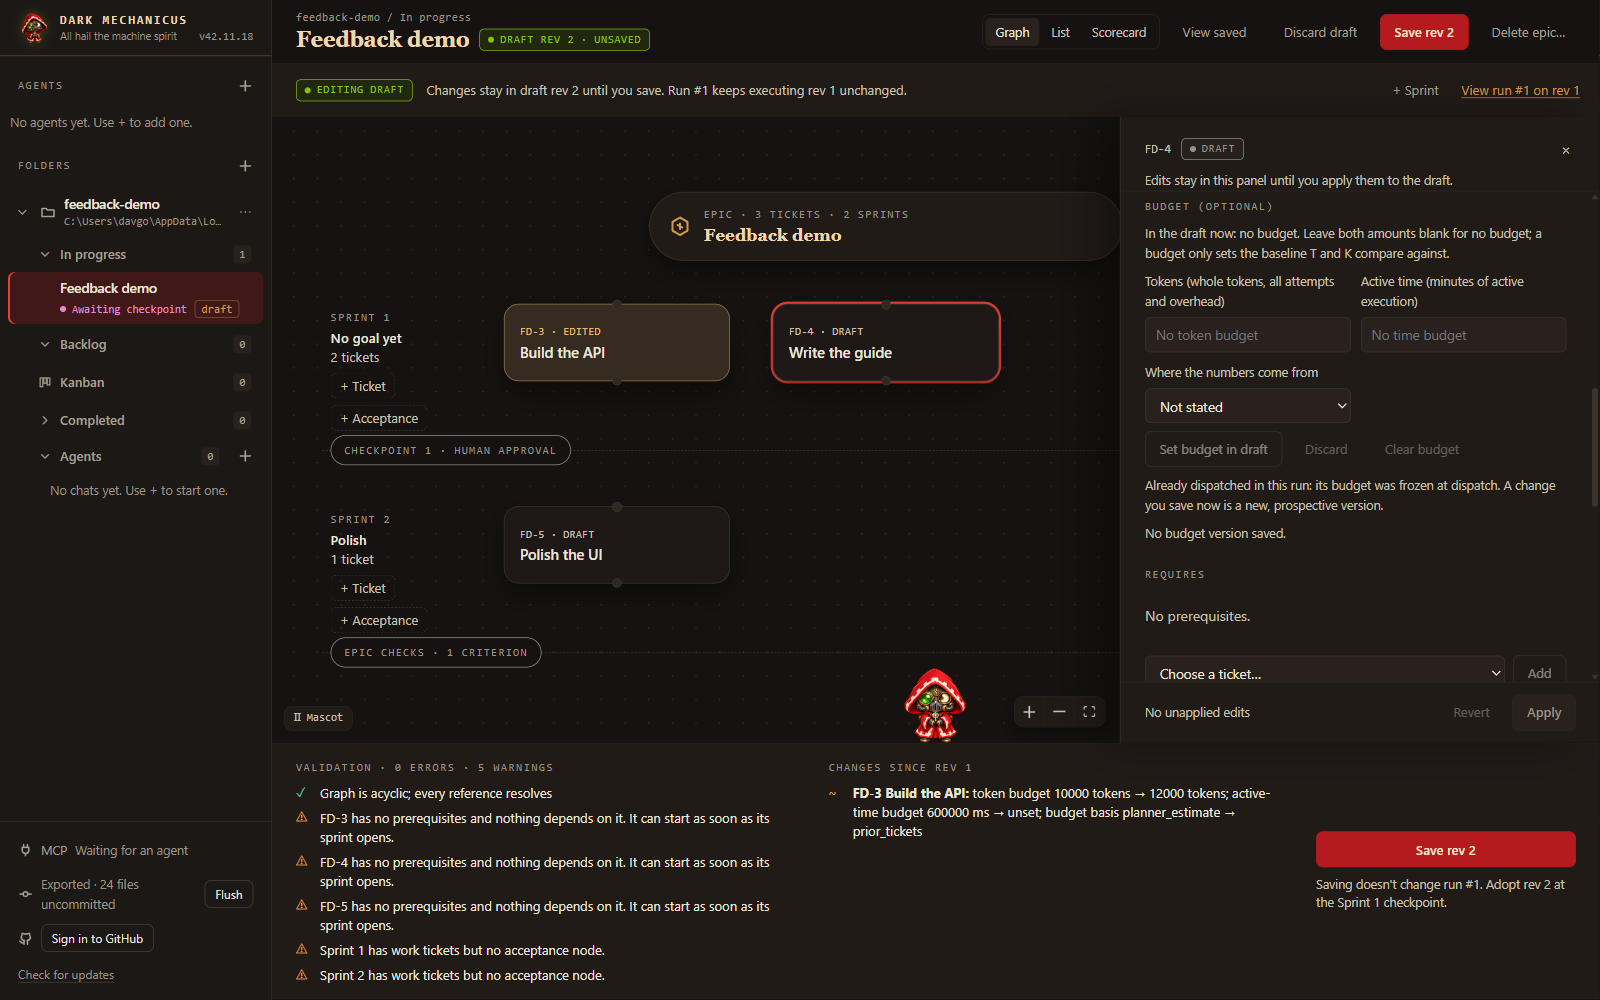 DARK MECHANICUS
All hail the machine spirit v42.11.18
AGENTS
No agents yet. Use + to add one.
FOLDERS
feedback-demo
C:\Users\davgo\AppData\Lo…
In progress 1
Feedback demo
Awaiting checkpoint draft
Backlog 0
Kanban 0
Completed 0
Agents 0
No chats yet. Use + to start one.
MCP Waiting for an agent
Exported · 24 files
uncommitted
Flush
Sign in to GitHub
Check for updates
feedback-demo / In progress
Feedback demo
DRAFT REV 2 · UNSAVED
Graph List Scorecard
View saved
Discard draft
Save rev 2
Delete epic…
EDITING DRAFT
Changes stay in draft rev 2 until you save. Run #1 keeps executing rev 1 unchanged.
+ Sprint
View run #1 on rev 1
EPIC · 3 TICKETS · 2 SPRINTS
Feedback demo
SPRINT 1
No goal yet
2 tickets
+ Ticket
+ Acceptance
FD-3 · EDITED
Build the API
FD-4 · DRAFT
Write the guide
CHECKPOINT 1 · HUMAN APPROVAL
SPRINT 2
Polish
1 ticket
+ Ticket
+ Acceptance
FD-5 · DRAFT
Polish the UI
EPIC CHECKS · 1 CRITERION
Mascot
FD-4
DRAFT
Edits stay in this panel until you apply them to the draft.
BUDGET (OPTIONAL)
In the draft now: no budget. Leave both amounts blank for no budget; a
budget only sets the baseline T and K compare against.
Tokens (whole tokens, all attempts
and overhead)
Active time (minutes of active
execution)
No token budget
No time budget
Where the numbers come from
Not stated
Set budget in draft
Discard
Clear budget
Already dispatched in this run: its budget was frozen at dispatch. A change
you save now is a new, prospective version.
No budget version saved.
REQUIRES
No prerequisites.
Choose a ticket…
Add
No unapplied edits
Revert
Apply
VALIDATION · 0 ERRORS · 5 WARNINGS
Graph is acyclic; every reference resolves
FD-3 has no prerequisites and nothing depends on it. It can start as soon as its
sprint opens.
FD-4 has no prerequisites and nothing depends on it. It can start as soon as its
sprint opens.
FD-5 has no prerequisites and nothing depends on it. It can start as soon as its
sprint opens.
Sprint 1 has work tickets but no acceptance node.
Sprint 2 has work tickets but no acceptance node.
CHANGES SINCE REV 1
~ FD-3 Build the API: token budget 10000 tokens → 12000 tokens; active-
time budget 600000 ms → unset; budget basis planner_estimate →
prior_tickets
Save rev 2
Saving doesn't change run #1. Adopt rev 2 at
the Sprint 1 checkpoint.